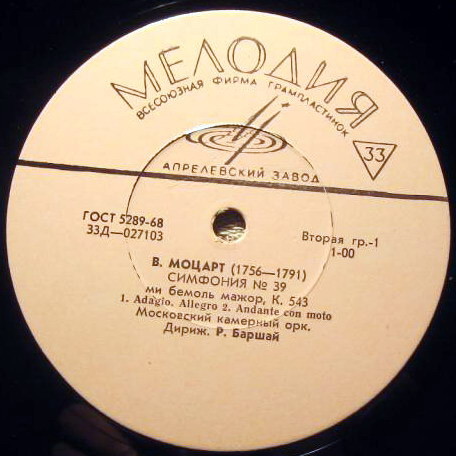 МЕЛОДИЯ
ВСЕСОЮЗНАЯ ФИРМА ГРАМПЛАСТИНОК
33
АПРЕЛЕВСКИЙ ЗАВОД
ГОСТ 5289-68
33Д—027103
Вторая гр.-1
1-00
В. МОЦАРТ (1756—1791)
СИМФОНИЯ № 39
ми бемоль мажор, К. 543
1. Adagio. Allegro 2. Andante con moto
Московский камерный орк.
Дириж. Р. Баршай